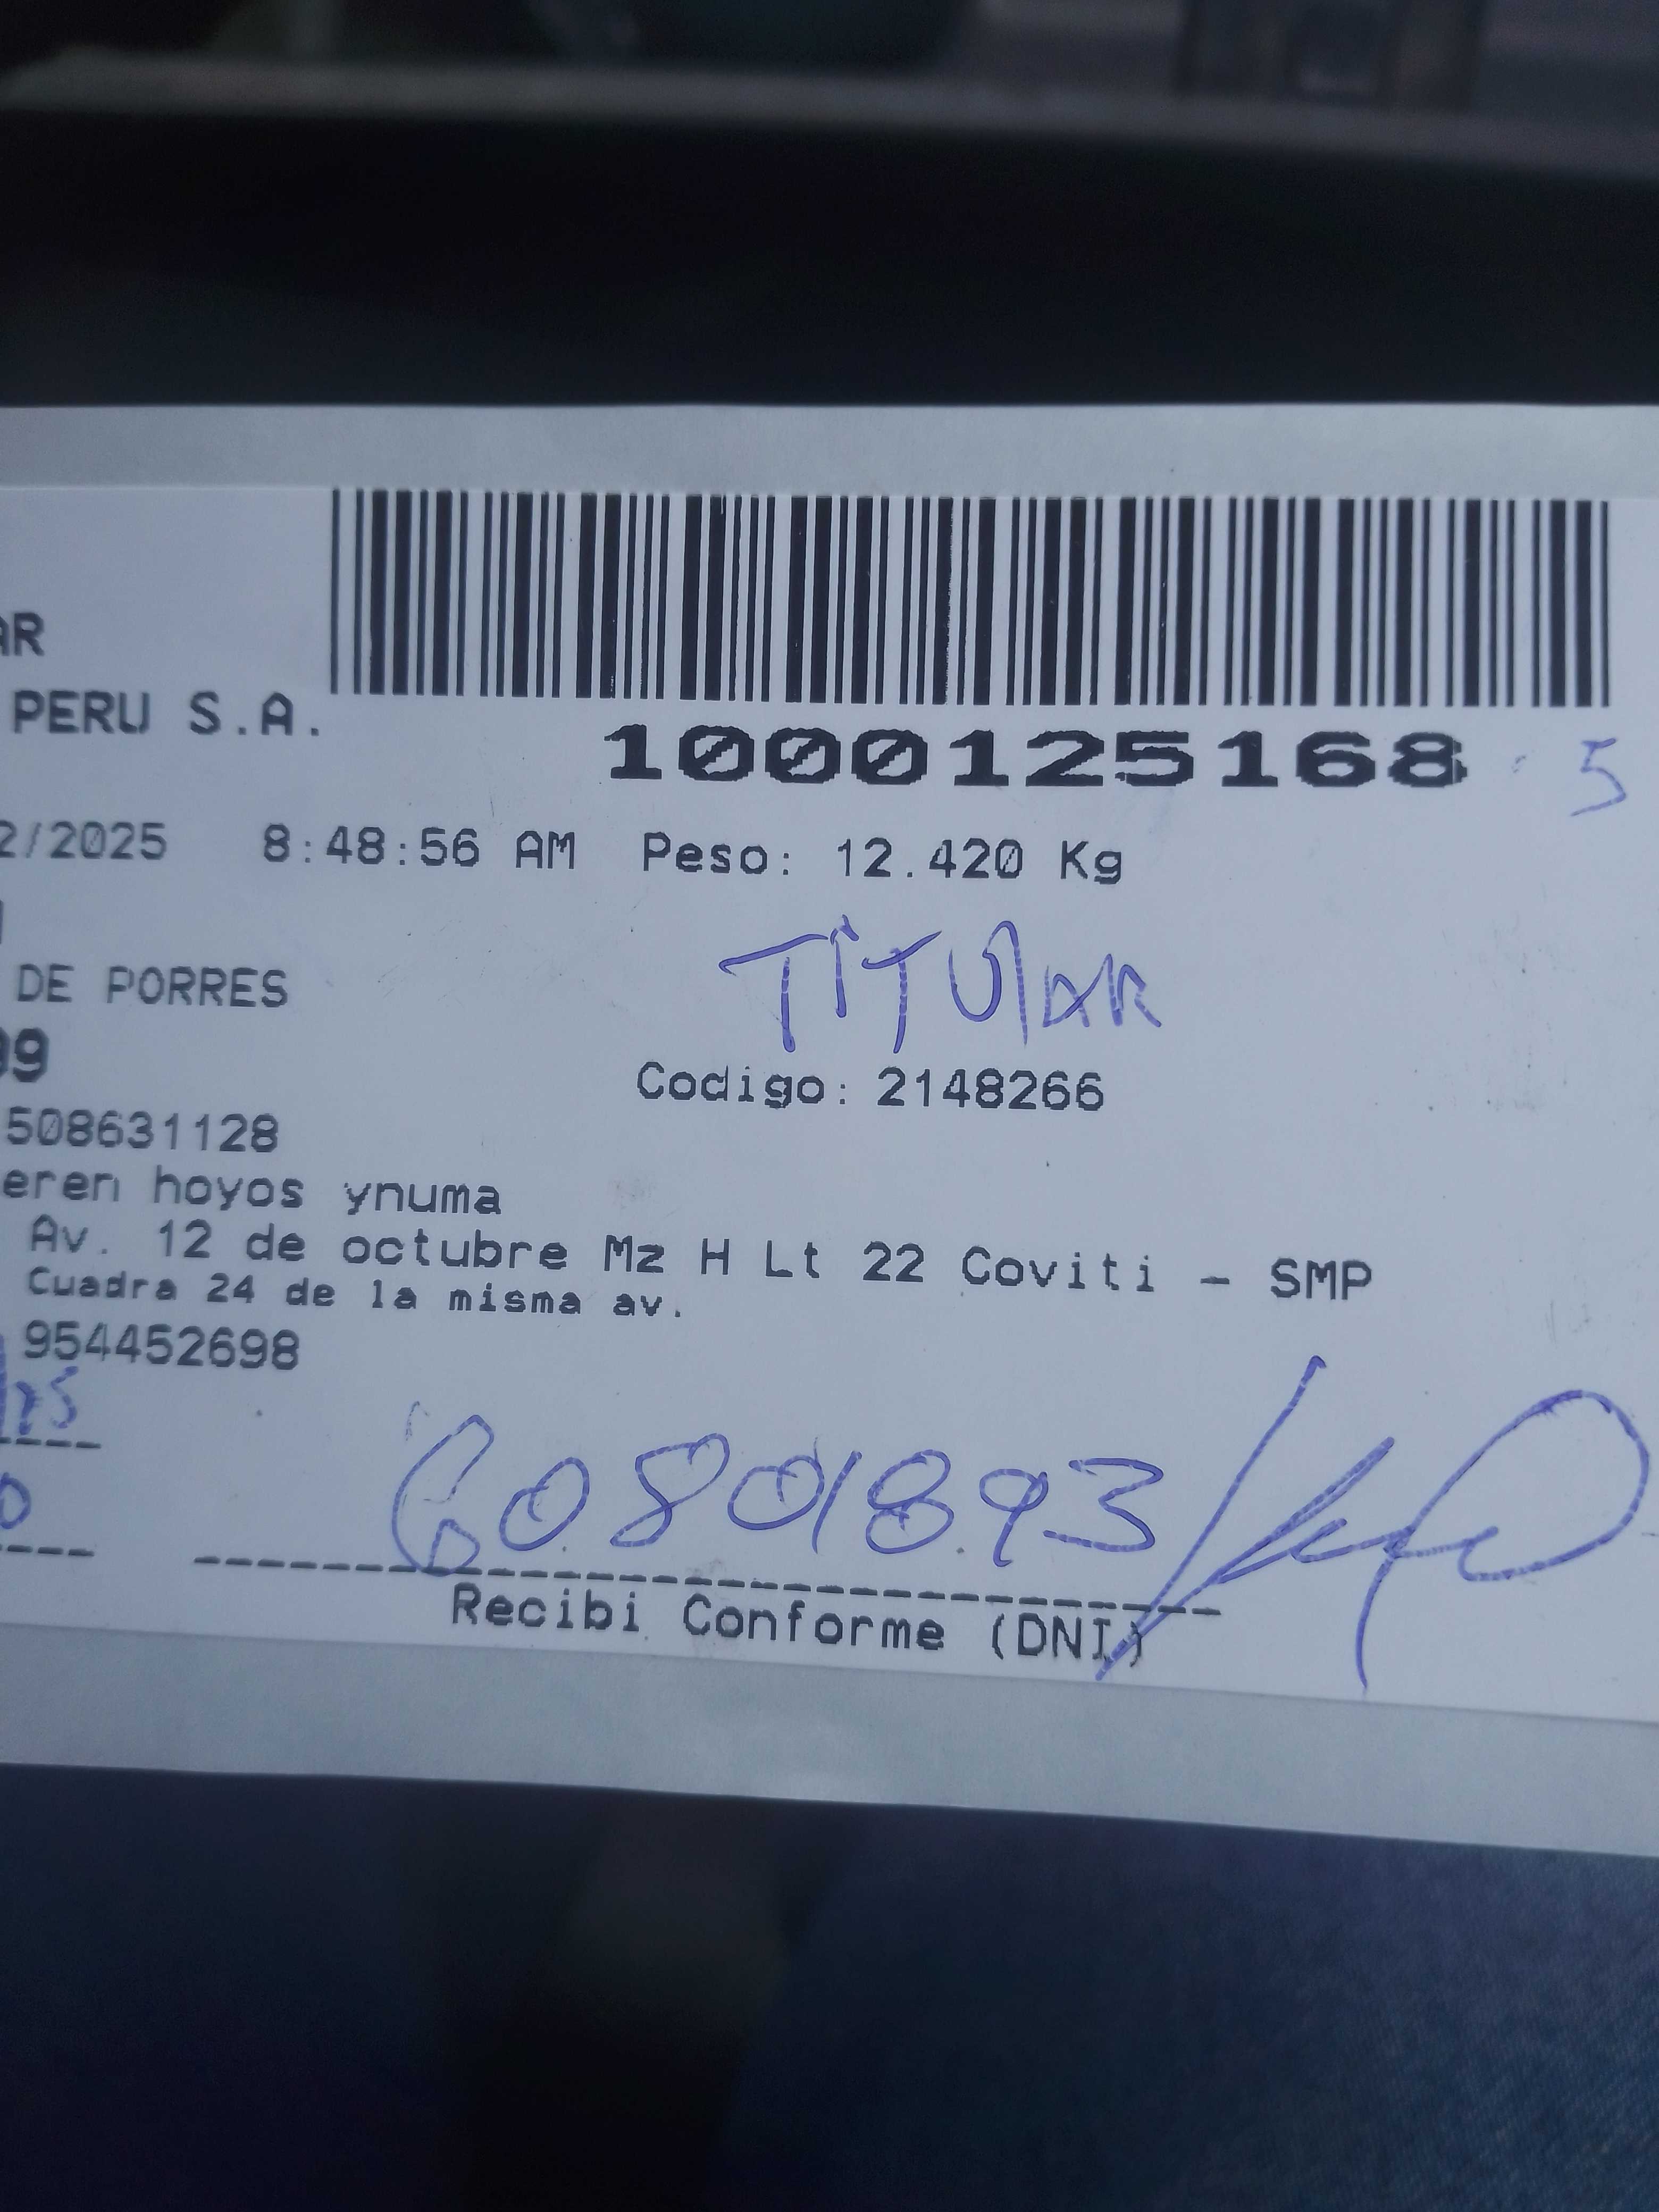 AR
PERU S.A.
1000125168 5
2/2025 8:48:56 AM Peso: 12.420 Kg
TITULAR
DE PORRES
99
Codigo: 2148266
508631128
eren hoyos ynuma
Av. 12 de octubre Mz H Lt 22 Coviti - SMP
Cuadra 24 de la misma av.
954452698
60801893
Recibi Conforme (DNI)